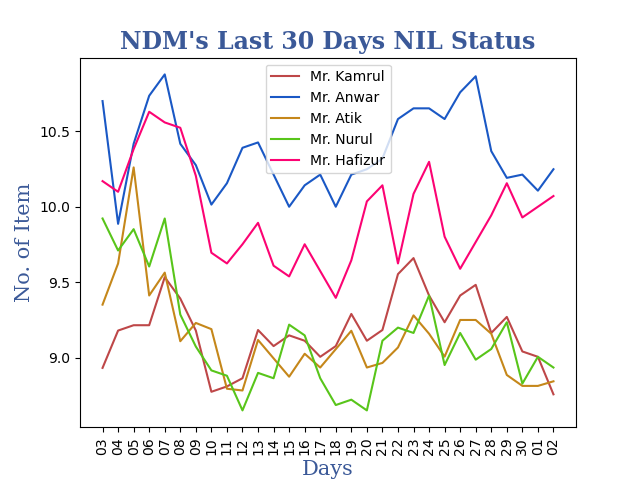 NDM's Last 30 Days NIL Status
Mr. Kamrul
Mr. Anwar
Mr. Atik
Mr. Nurul
Mr. Hafizur
No. of Item
10.5
10.0
9.5
9.0
03 04 05 06 07 08 09 10 11 12 13 14 15 16 17 18 19 20 21 22 23 24 25 26 27 28 29 30 01 02
Days